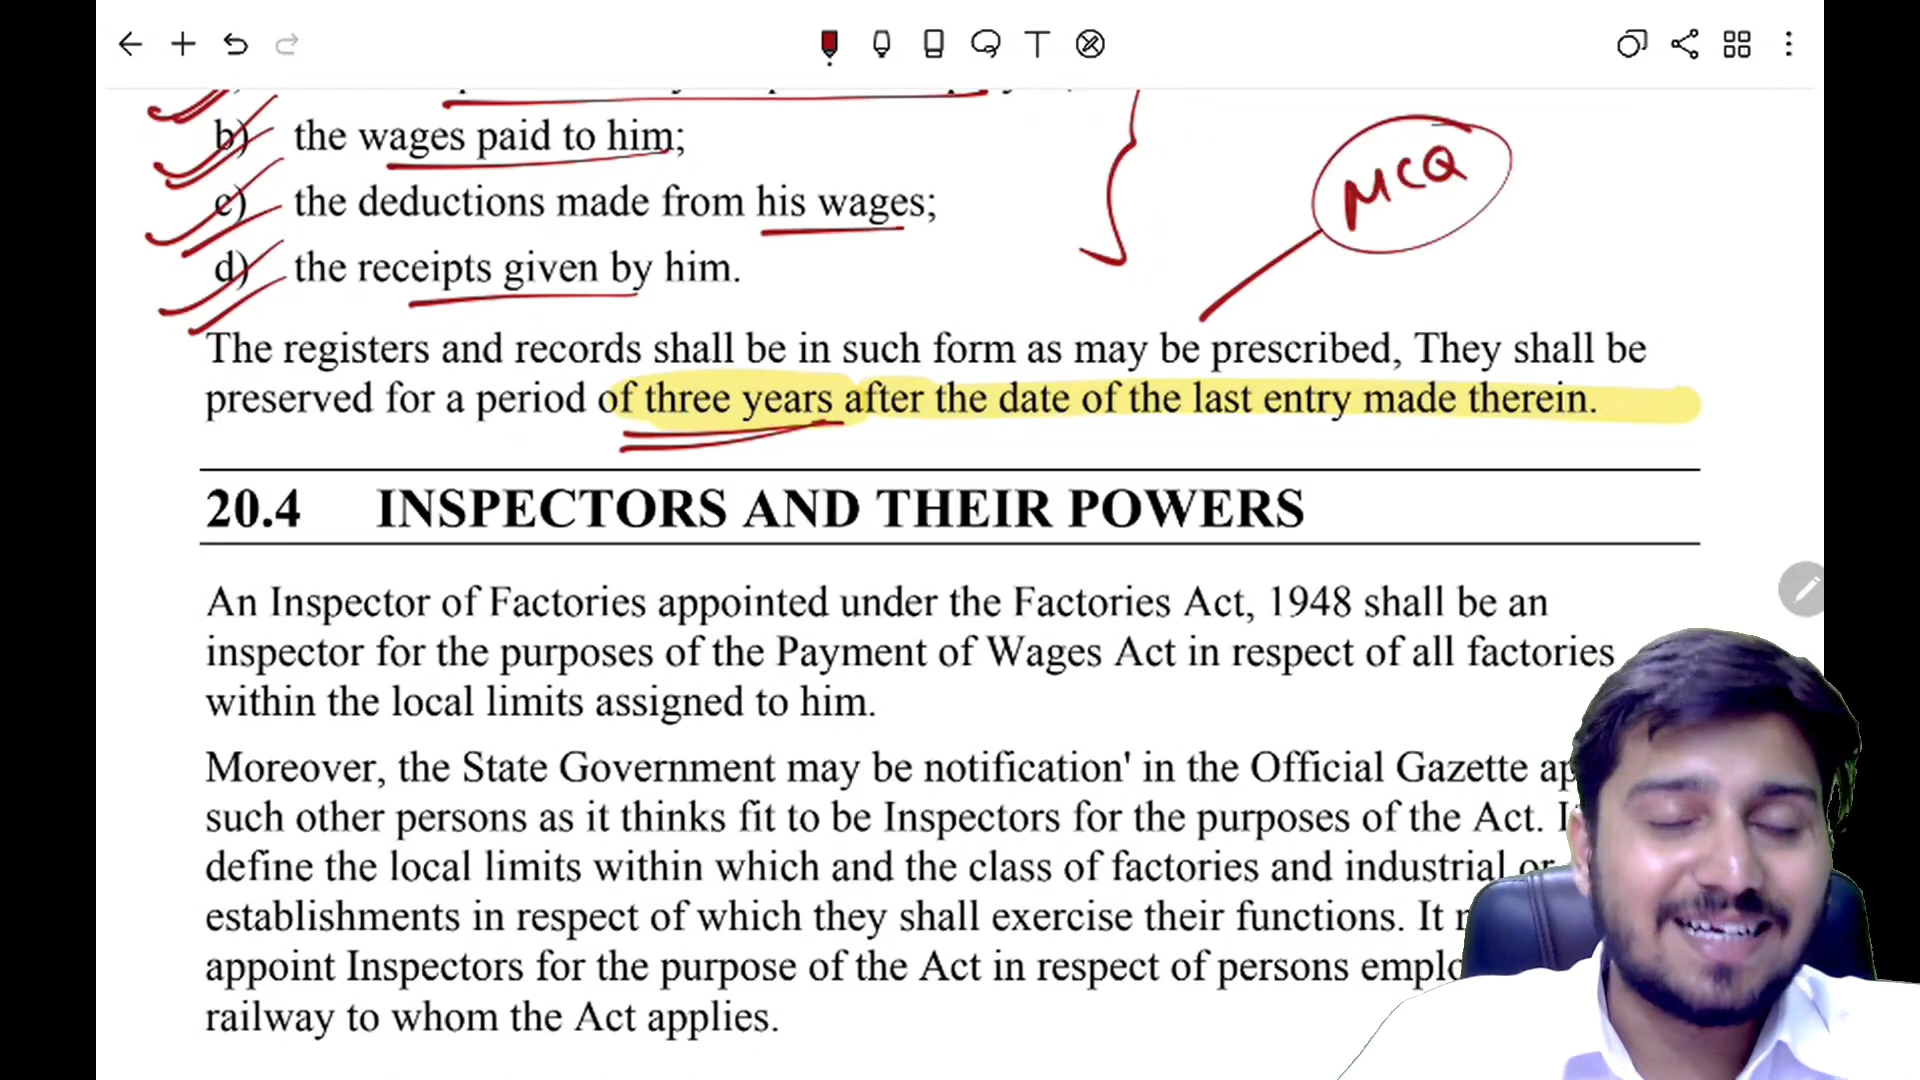 b) the wages paid to him;
MCQ
c) the deductions made from his wages;
d) the receipts given by him.
The registers and records shall be in such form as may be prescribed, They shall be
preserved for a period of three years after the date of the last entry made therein.
20.4 INSPECTORS AND THEIR POWERS
An Inspector of Factories appointed under the Factories Act, 1948 shall be an
inspector for the purposes of the Payment of Wages Act in respect of all factories
within the local limits assigned to him.
Moreover, the State Government may be notification' in the Official Gazette
such other persons as it thinks fit to be Inspectors for the purposes of the Act.
define the local limits within which and the class of factories and industrial or
establishments in respect of which they shall exercise their functions. It
appoint Inspectors for the purpose of the Act in respect of persons
railway to whom the Act applies.